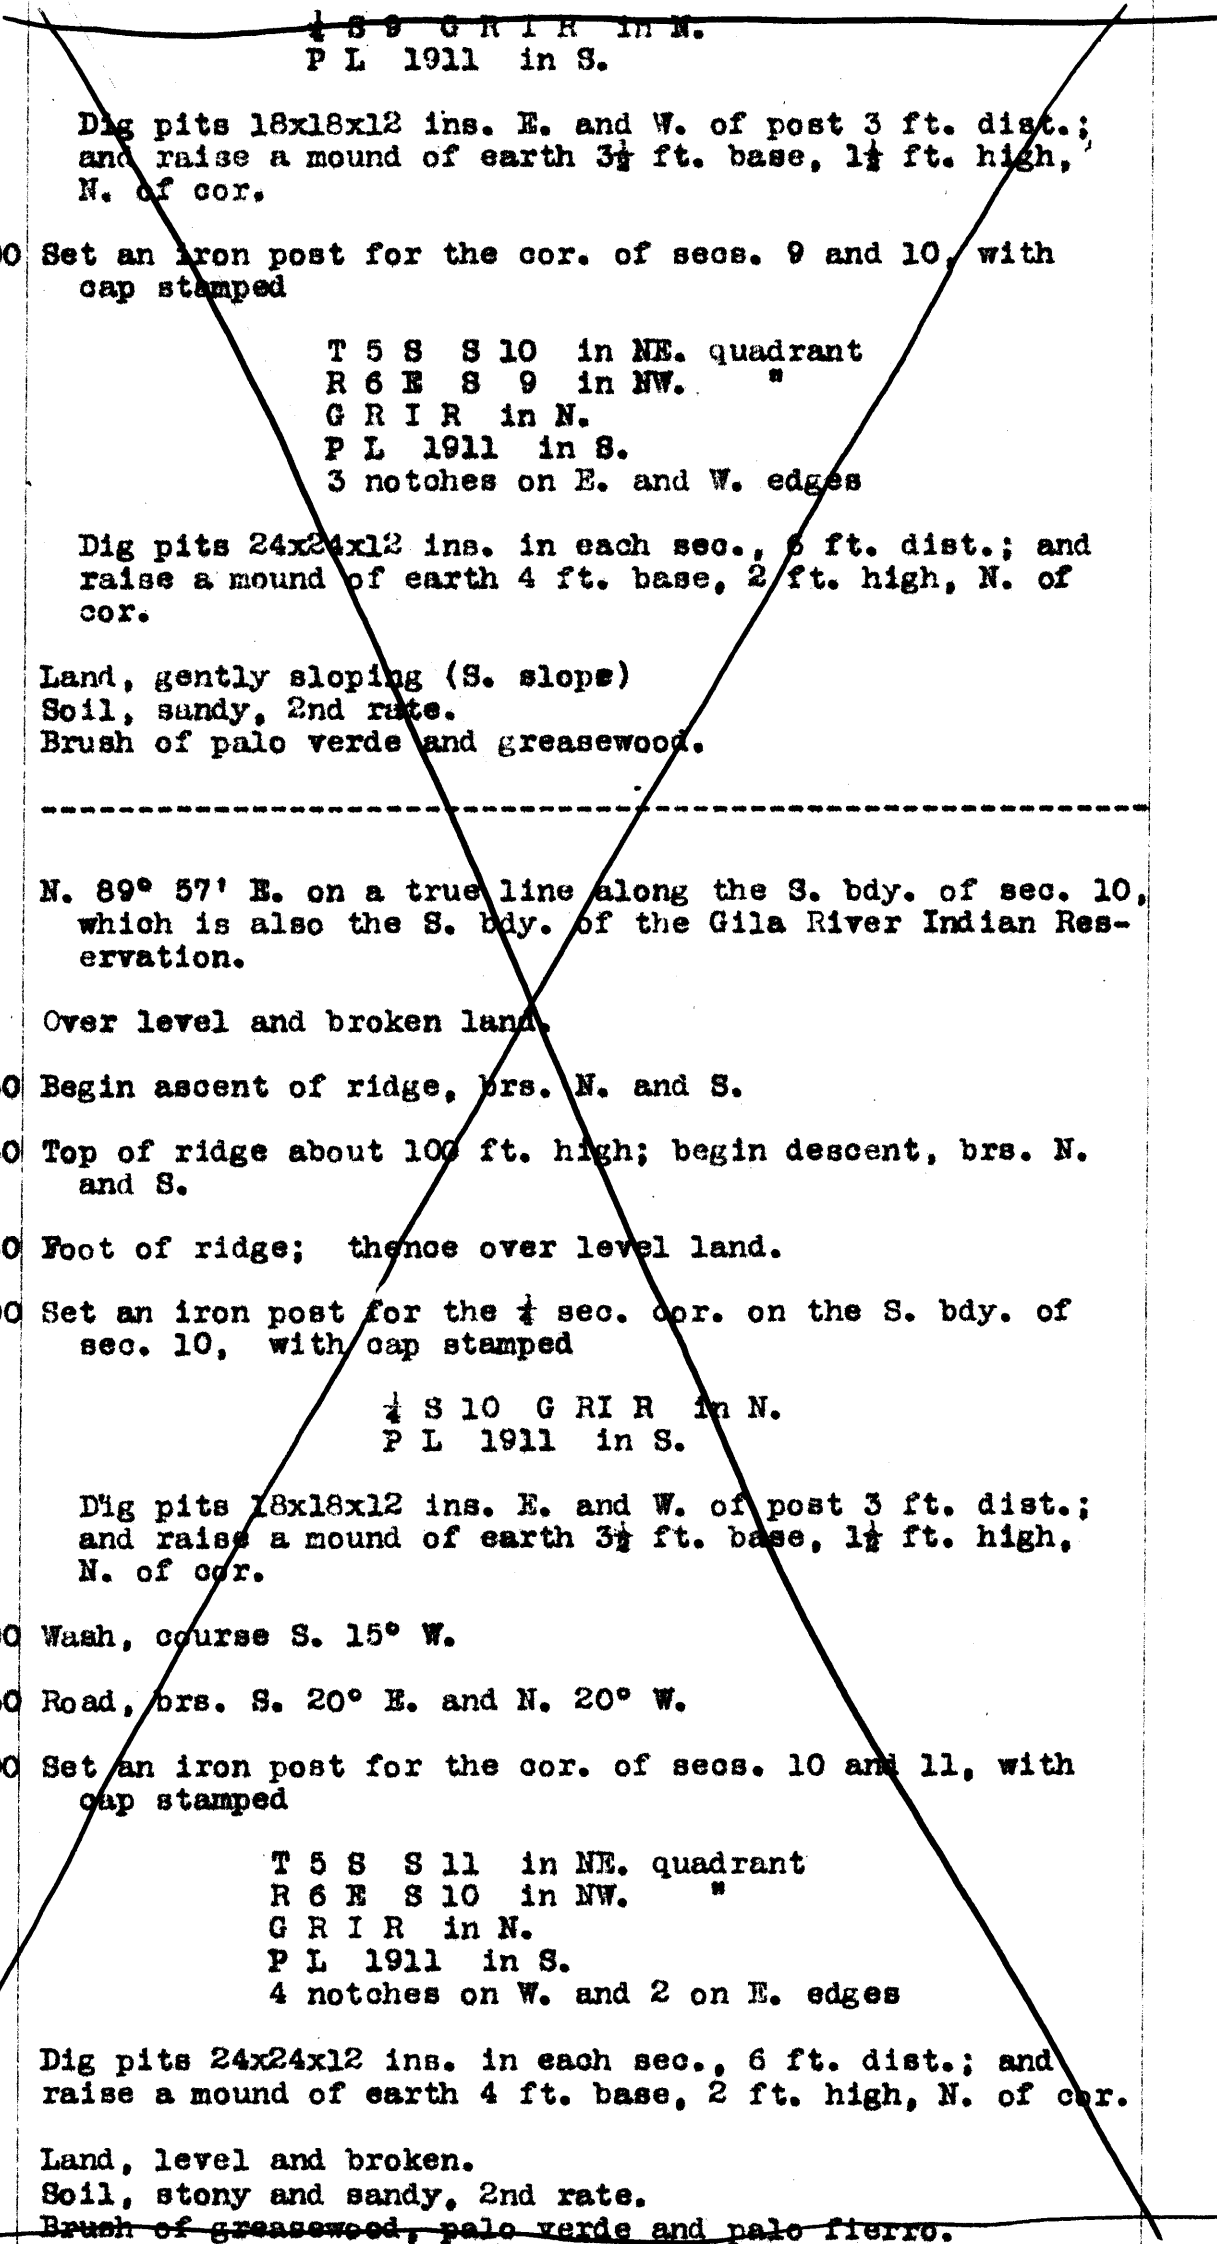 ¼ S 9 G R I R in N.
P L 1911 in S.
Dig pits 18x18x12 ins. E. and W. of post 3 ft. dist.;
and raise a mound of earth 3½ ft. base, 1½ ft. high,
N. of cor.
0 Set an iron post for the cor. of secs. 9 and 10, with
cap stamped
T 5 S S 10 in NE. quadrant
R 6 E S 9 in NW. "
G R I R in N.
P L 1911 in S.
3 notches on E. and W. edges
Dig pits 24x24x12 ins. in each sec., 6 ft. dist.; and
raise a mound of earth 4 ft. base, 2 ft. high, N. of
cor.
Land, gently sloping (S. slope)
Soil, sandy, 2nd rate.
Brush of palo verde and greasewood.
N. 89° 57' E. on a true line along the S. bdy. of sec. 10,
which is also the S. bdy. of the Gila River Indian Res-
ervation.
Over level and broken land.
0 Begin ascent of ridge, brs. N. and S.
0 Top of ridge about 100 ft. high; begin descent, brs. N.
and S.
0 Foot of ridge; thence over level land.
0 Set an iron post for the ¼ sec. cor. on the S. bdy. of
sec. 10, with cap stamped
¼ S 10 G RI R in N.
P L 1911 in S.
Dig pits 18x18x12 ins. E. and W. of post 3 ft. dist.;
and raise a mound of earth 3½ ft. base, 1½ ft. high,
N. of cor.
0 Wash, course S. 15° W.
0 Road, brs. S. 20° E. and N. 20° W.
0 Set an iron post for the cor. of secs. 10 and 11, with
cap stamped
T 5 S S 11 in NE. quadrant
R 6 E S 10 in NW. "
G R I R in N.
P L 1911 in S.
4 notches on W. and 2 on E. edges
Dig pits 24x24x12 ins. in each sec., 6 ft. dist.; and
raise a mound of earth 4 ft. base, 2 ft. high, N. of cor.
Land, level and broken.
Soil, stony and sandy, 2nd rate.
Brush of greasewood, palo verde and palo fierro.